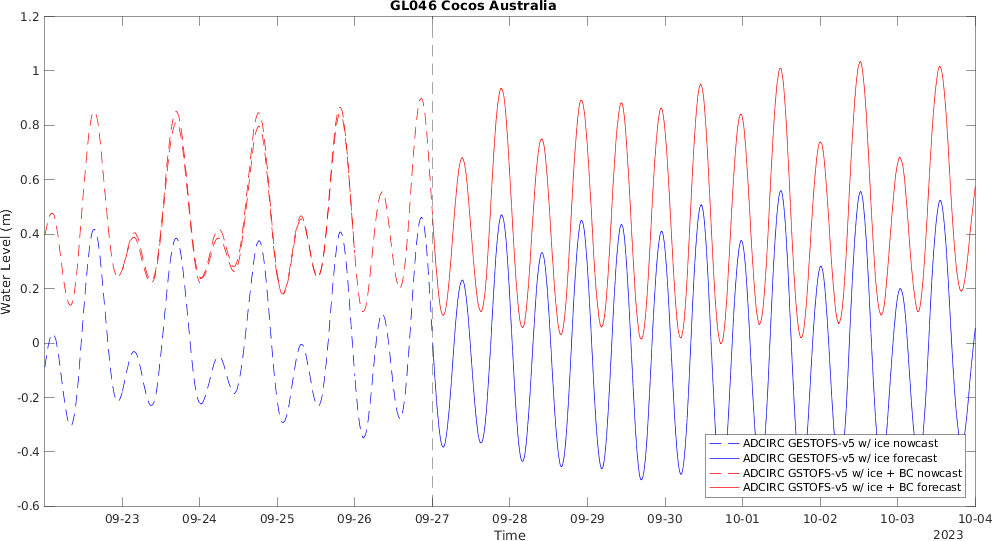 GL046 Cocos Australia
1.2
1
0.8
0.6
0.4
0.2
0
-0.2
-0.4
-0.6
Water Level (m)
ADCIRC GESTOFS-v5 w/ ice nowcast
ADCIRC GESTOFS-v5 w/ ice forecast
ADCIRC GSTOFS-v5 w/ ice + BC nowcast
ADCIRC GSTOFS-v5 w/ ice + BC forecast
09-23 09-24 09-25 09-26 09-27 09-28 09-29 09-30 10-01 10-02 10-03 10-04
Time
2023